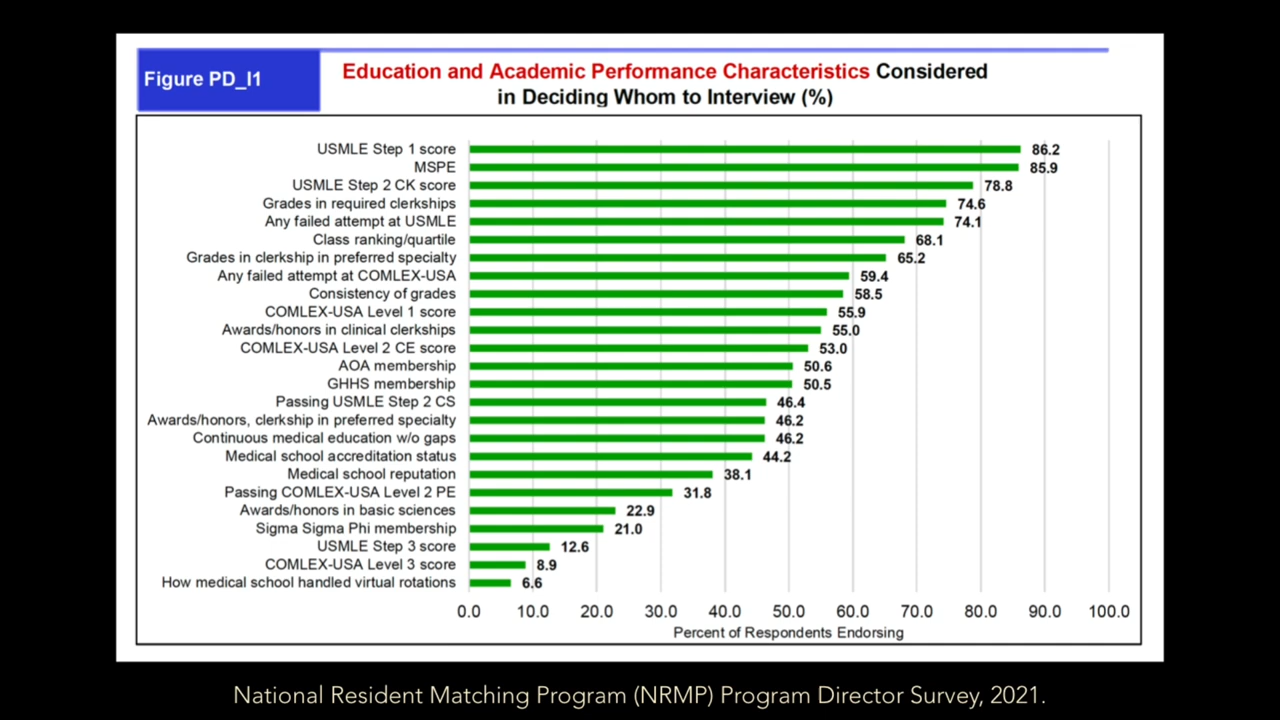 Figure PD_I1
Education and Academic Performance Characteristics Considered
in Deciding Whom to Interview (%)
USMLE Step 1 score 86.2
MSPE 85.9
USMLE Step 2 CK score 78.8
Grades in required clerkships 74.6
Any failed attempt at USMLE 74.1
Class ranking/quartile 68.1
Grades in clerkship in preferred specialty 65.2
Any failed attempt at COMLEX-USA 59.4
Consistency of grades 58.5
COMLEX-USA Level 1 score 55.9
Awards/honors in clinical clerkships 55.0
COMLEX-USA Level 2 CE score 53.0
AOA membership 50.6
GHHS membership 50.5
Passing USMLE Step 2 CS 46.4
Awards/honors, clerkship in preferred specialty 46.2
Continuous medical education w/o gaps 46.2
Medical school accreditation status 44.2
Medical school reputation 38.1
Passing COMLEX-USA Level 2 PE 31.8
Awards/honors in basic sciences 22.9
Sigma Sigma Phi membership 21.0
USMLE Step 3 score 12.6
COMLEX-USA Level 3 score 8.9
How medical school handled virtual rotations 6.6
0.0 10.0 20.0 30.0 40.0 50.0 60.0 70.0 80.0 90.0 100.0
Percent of Respondents Endorsing
National Resident Matching Program (NRMP) Program Director Survey, 2021.